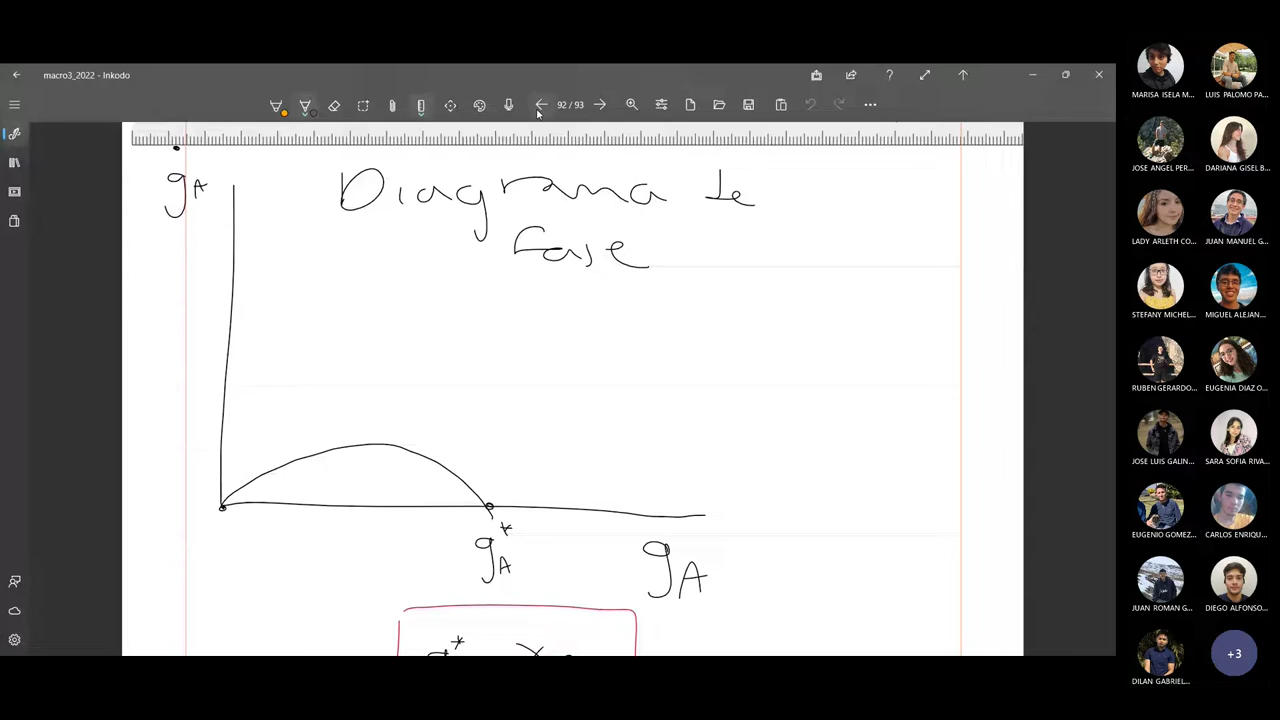 macro3_2022 - Inkodo
92 / 93
ġA
Diagrama de
Fase
g*A
gA
g*
MARISA ISELA M...
LUIS PALOMO PA...
JOSE ANGEL PER...
DARIANA GISEL B...
LADY ARLETH CO...
JUAN MANUEL G...
STEFANY MICHEL...
MIGUEL ALEJAN...
RUBEN GERARDO...
EUGENIA DIAZ O...
JOSE LUIS GALIN...
SARA SOFIA RIVA...
EUGENIO GOMEZ...
CARLOS ENRIQU...
JUAN ROMAN G...
DIEGO ALFONSO...
DILAN GABRIEL...
+3